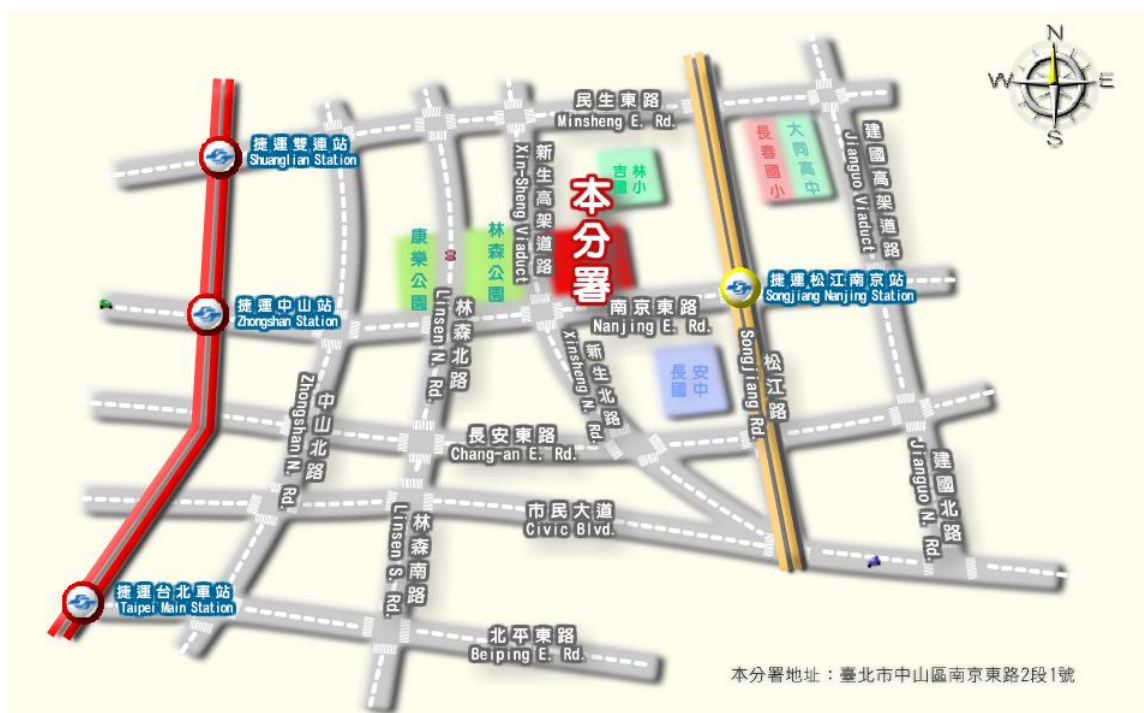 N
W
E
S
民生東路
Minsheng E. Rd.
捷運雙連站
Shuanglian Station
新生高架道路
Xin-Sheng Viaduct
吉林
國小
長春國小
大同高中
建國高架道路
Jianguo Viaduct
本分署
康樂公園
林森公園
捷運松江南京站
Songjiang Nanjing Station
捷運中山站
Zhongshan Station
南京東路
Nanjing E. Rd.
林森北路
Linsen N. Rd.
新生北路
Xinsheng N. Rd.
長安
國中
松江路
Songjiang Rd.
中山北路
Zhongshan N. Rd.
長安東路
Chang-an E. Rd.
建國北路
Jianguo N. Rd.
市民大道
Civic Blvd.
林森南路
Linsen S. Rd.
捷運台北車站
Taipei Main Station
北平東路
Beiping E. Rd.
本分署地址：臺北市中山區南京東路2段1號